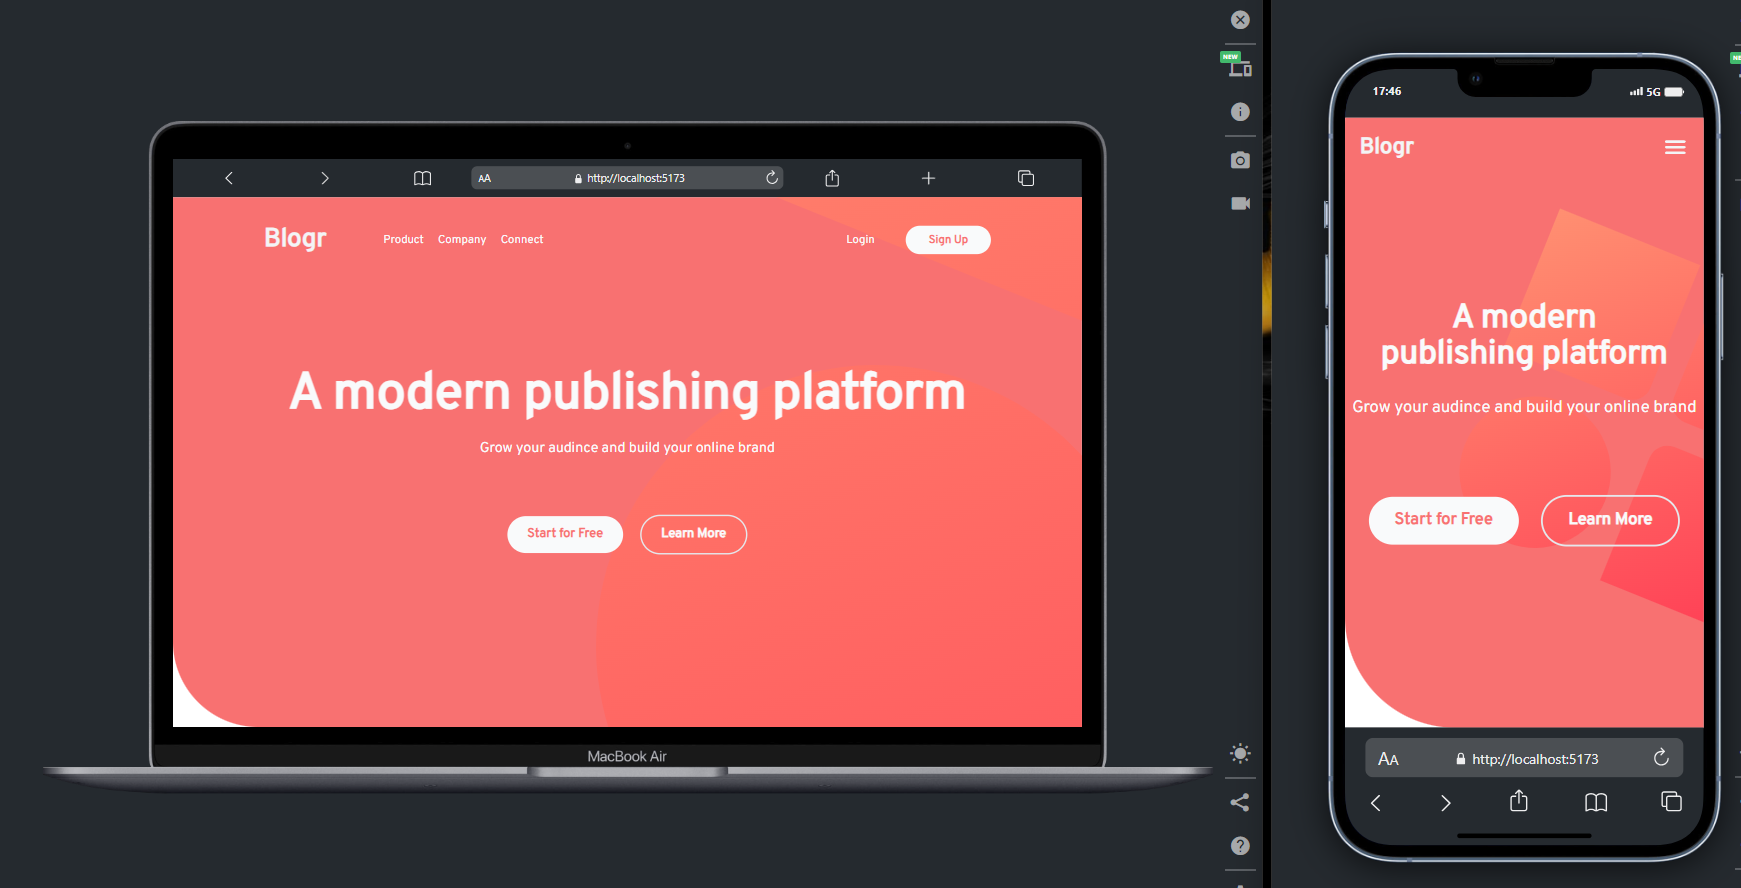 NEW
AA
http://localhost:5173
Blogr
Product Company Connect
Login
Sign Up
A modern publishing platform
Grow your audince and build your online brand
Start for Free
Learn More
MacBook Air
17:46
5G
Blogr
A modern
publishing platform
Grow your audince and build your online brand
Start for Free
Learn More
AA
http://localhost:5173